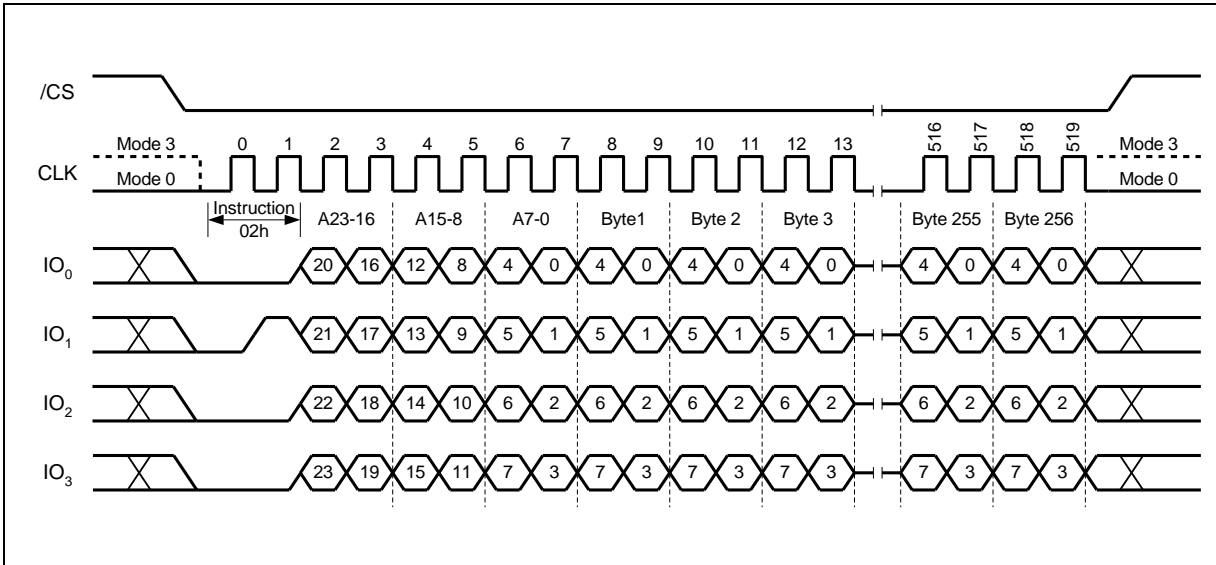 /CS
0 1 2 3 4 5 6 7 8 9 10 11 12 13 516 517 518 519
Mode 3 Mode 3
CLK
Mode 0 Mode 0
Instruction
02h
A23-16 A15-8 A7-0 Byte1 Byte 2 Byte 3 Byte 255 Byte 256
IO0 20 16 12 8 4 0 4 0 4 0 4 0 4 0 4 0
IO1 21 17 13 9 5 1 5 1 5 1 5 1 5 1 5 1
IO2 22 18 14 10 6 2 6 2 6 2 6 2 6 2 6 2
IO3 23 19 15 11 7 3 7 3 7 3 7 3 7 3 7 3